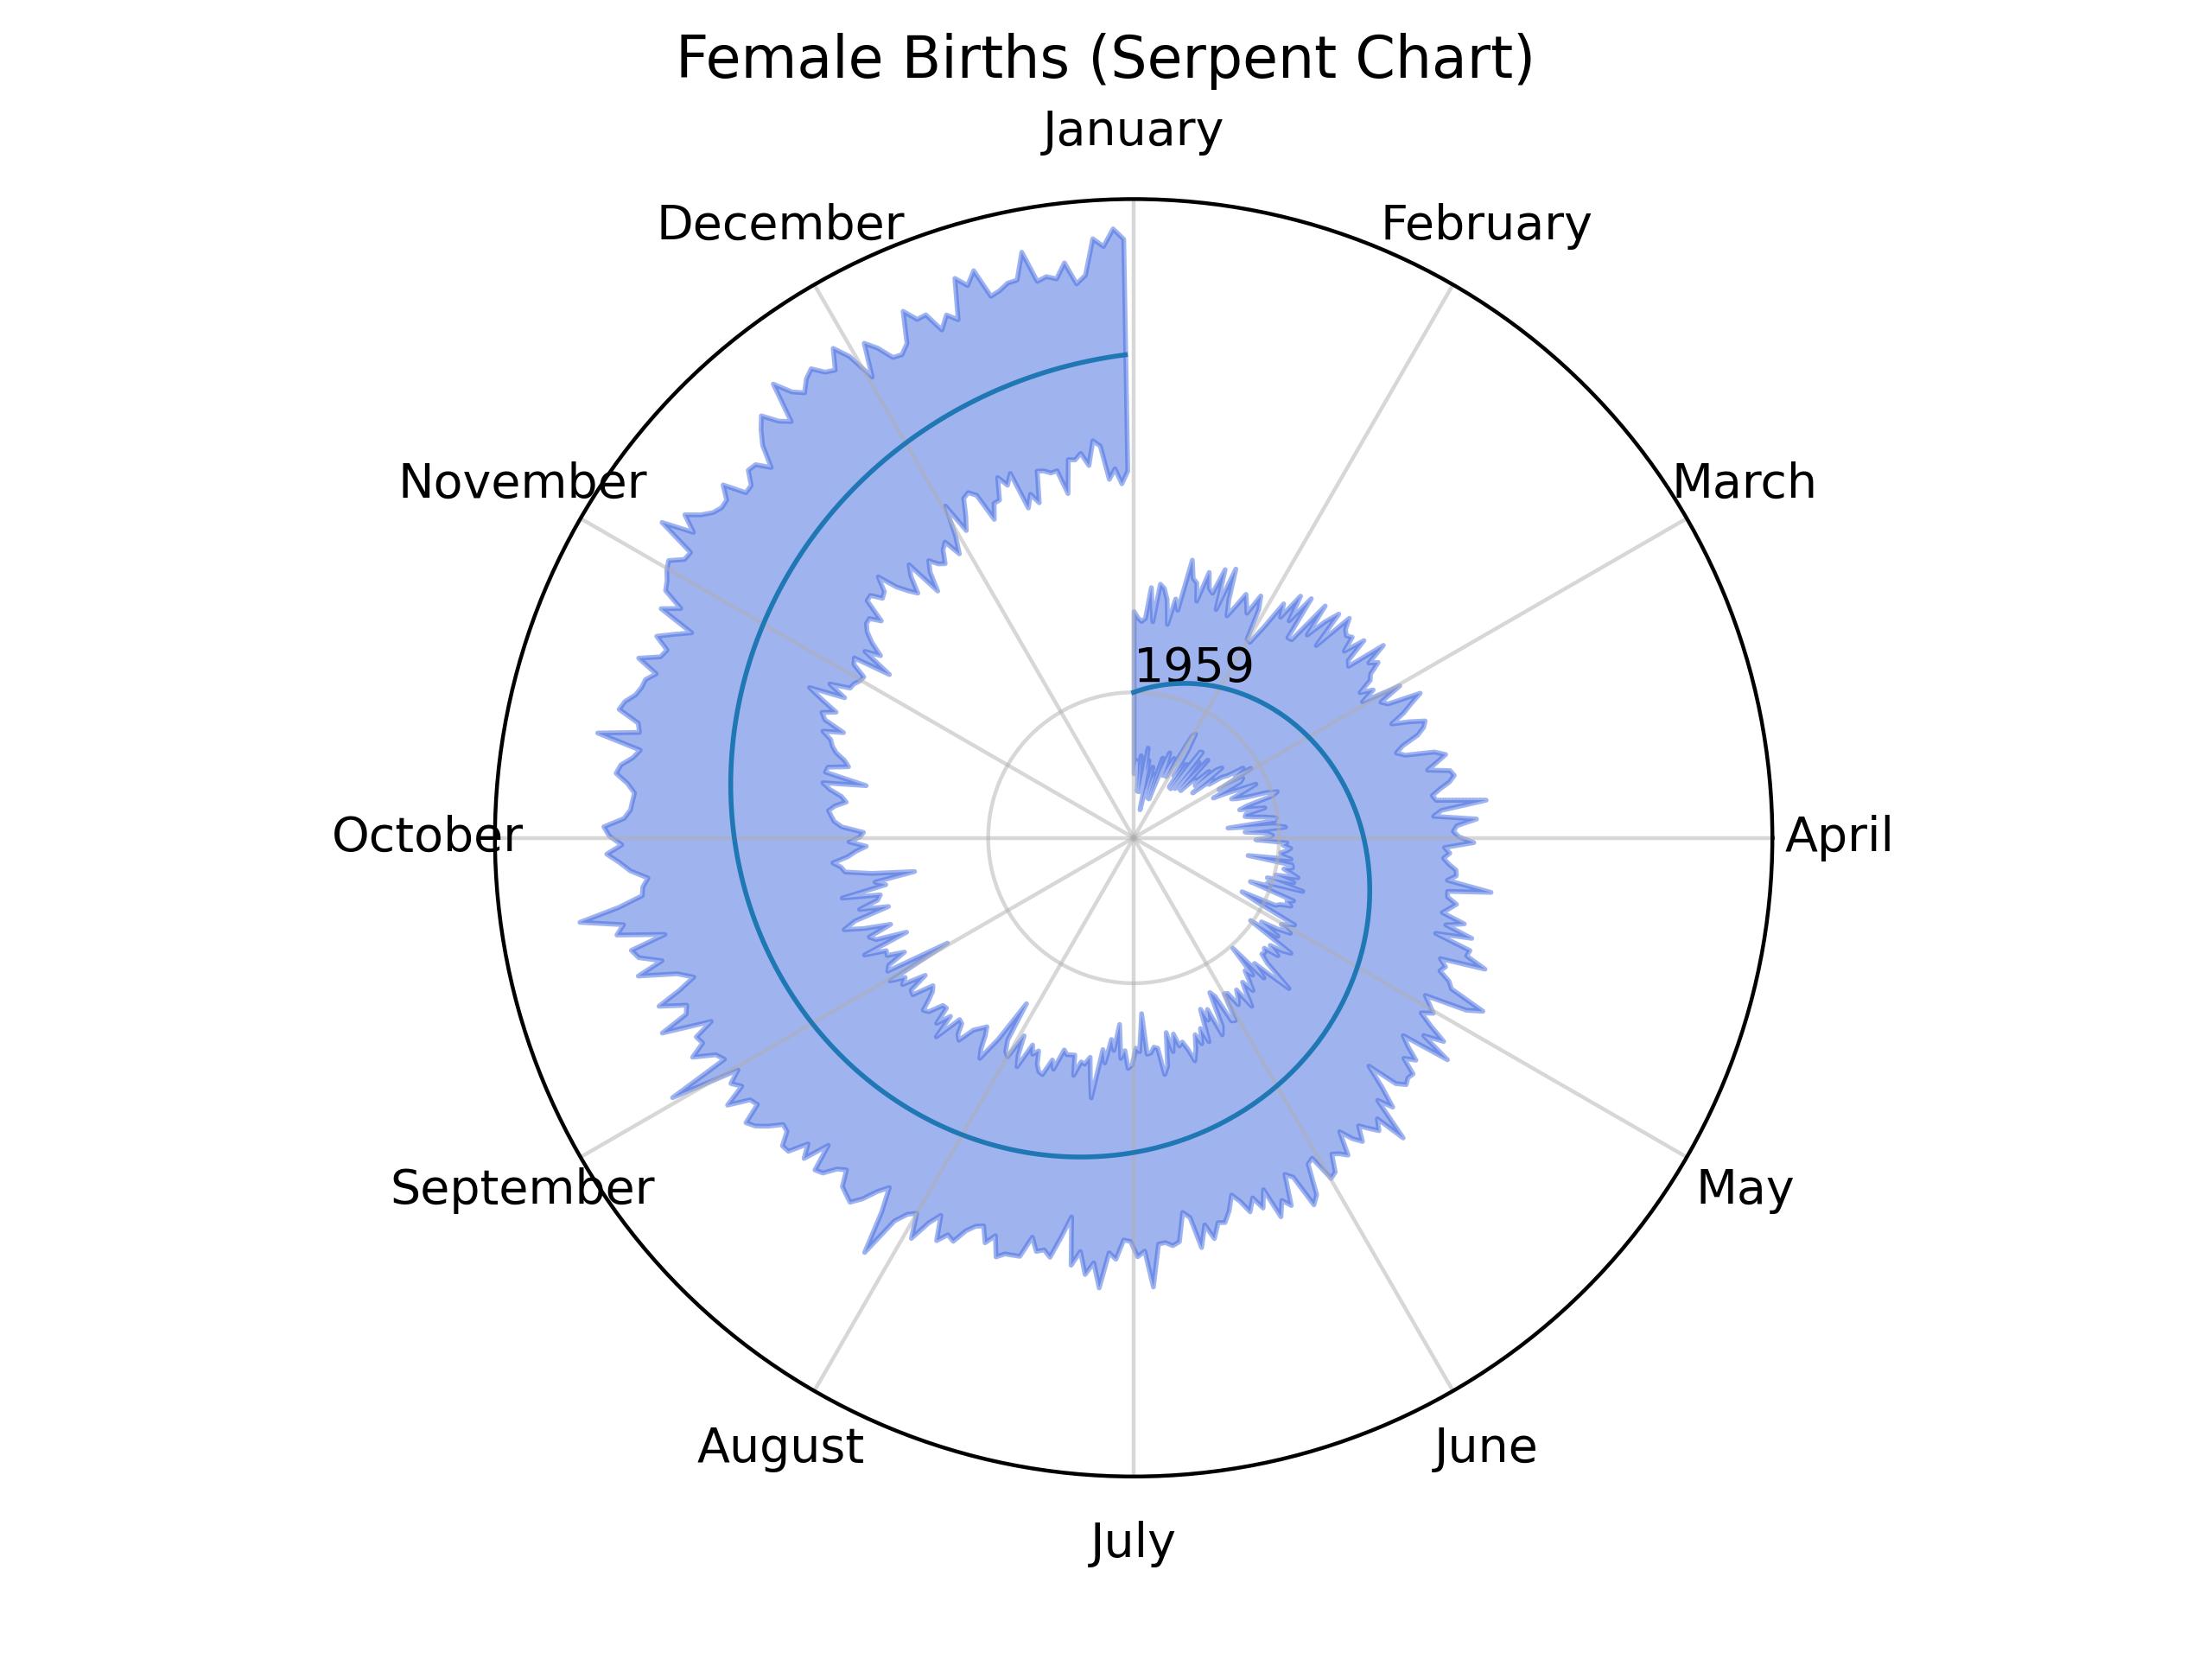 Female Births (Serpent Chart)
January
December
February
November
March
1959
October
April
September
May
August
June
July